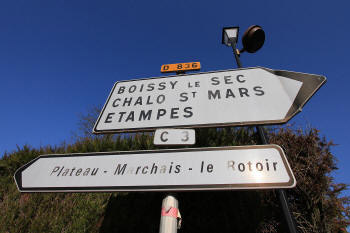 D 836
BOISSY LE SEC
CHALO ST MARS
ETAMPES
C 3
Plateau - Marchais - le Rotoir